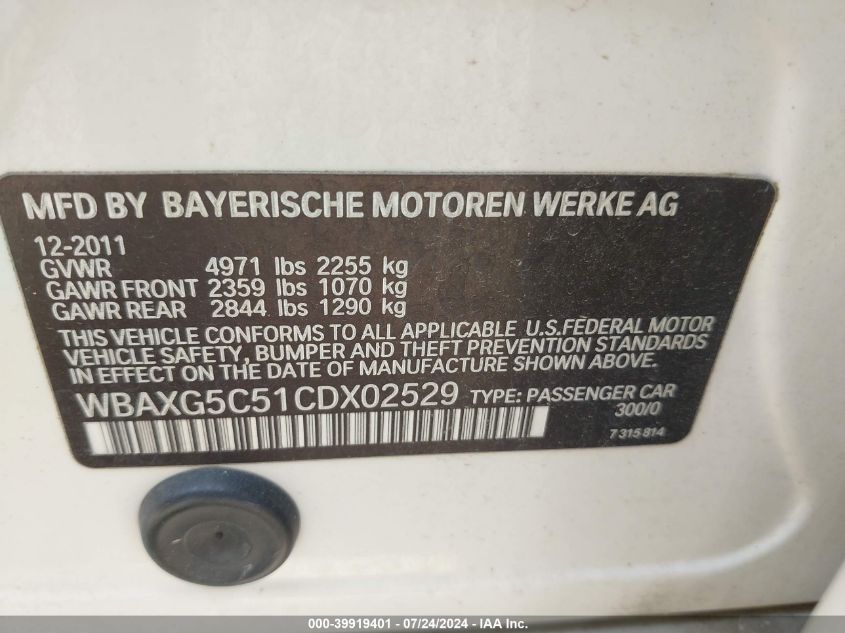 MFD BY BAYERISCHE MOTOREN WERKE AG
12-2011
GVWR 4971 lbs 2255 kg
GAWR FRONT 2359 lbs 1070 kg
GAWR REAR 2844 lbs 1290 kg
THIS VEHICLE CONFORMS TO ALL APPLICABLE U.S.FEDERAL MOTOR
VEHICLE SAFETY, BUMPER AND THEFT PREVENTION STANDARDS
IN EFFECT ON THE DATE OF MANUFACTURE SHOWN ABOVE.
WBAXG5C51CDX02529 TYPE: PASSENGER CAR
300/0
7315814
000-39919401 - 07/24/2024 - IAA Inc.